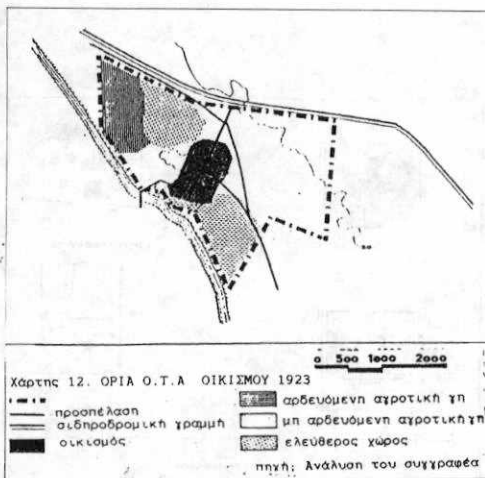 0 500 1000 2000
Χάρτης 12. ΟΡΙΑ Ο.Τ.Α ΟΙΚΙΣΜΟΥ 1923
προσπέλαση
σιδηροδρομική γραμμή
οικισμός
αρδευόμενη αγροτική γη
μη αρδευόμενη αγροτική γη
ελεύθερος χώρος
πηγή: Ανάλυση του συγγραφέα